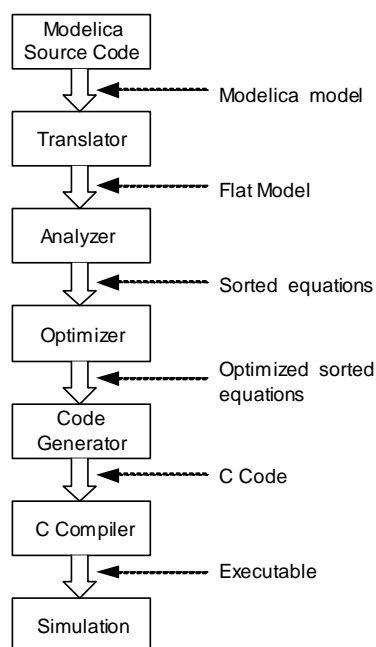 Modelica
Source Code
Modelica model
Translator
Flat Model
Analyzer
Sorted equations
Optimizer
Optimized sorted
equations
Code
Generator
C Code
C Compiler
Executable
Simulation